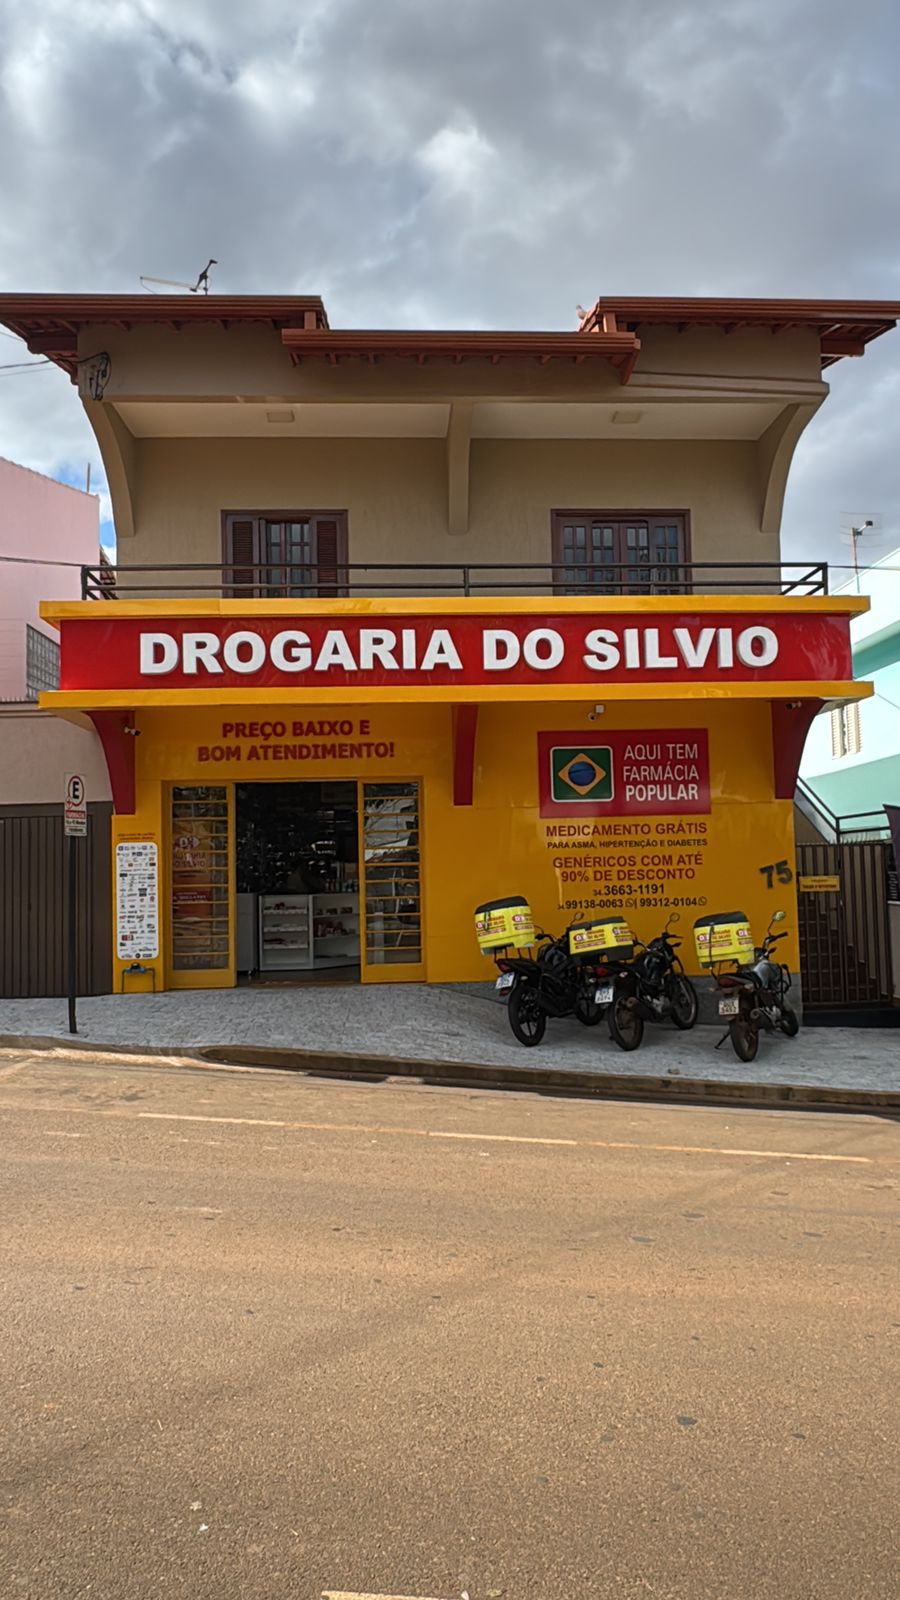 DROGARIA DO SILVIO
PREÇO BAIXO E
BOM ATENDIMENTO!
AQUI TEM
FARMÁCIA
POPULAR
MEDICAMENTO GRÁTIS
PARA ASMA, HIPERTENÇÃO E DIABETES
GENÉRICOS COM ATÉ
90% DE DESCONTO
34 3663-1191
34 99138-0063 | 99312-0104
75
E